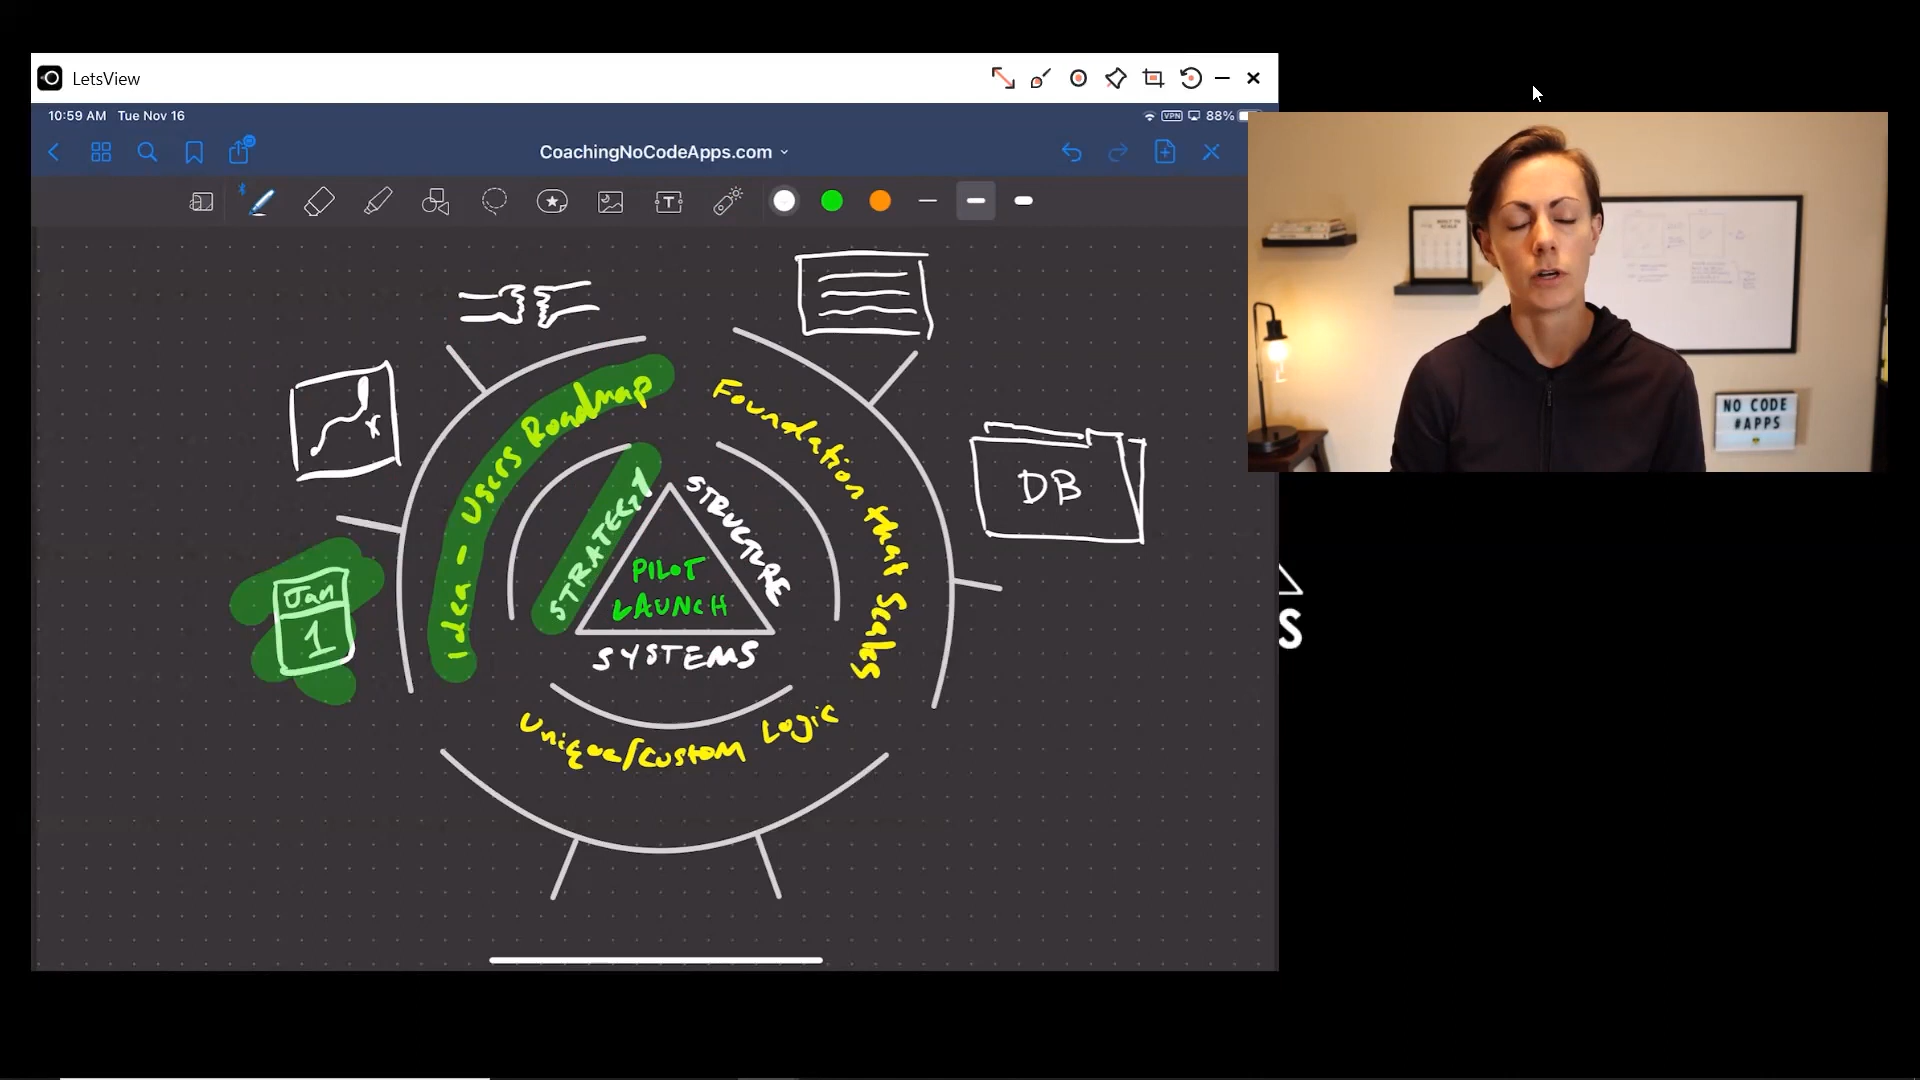 LetsView
10:59 AM Tue Nov 16
VPN 88%
CoachingNoCodeApps.com
T
Idea - Users Roadmap
Foundation that Scales
x
STRATEGY
STRUCTURE
DB
PILOT
LAUNCH
Jan
1
SYSTEMS
Unique/Custom Logic
NO CODE
#APPS
S